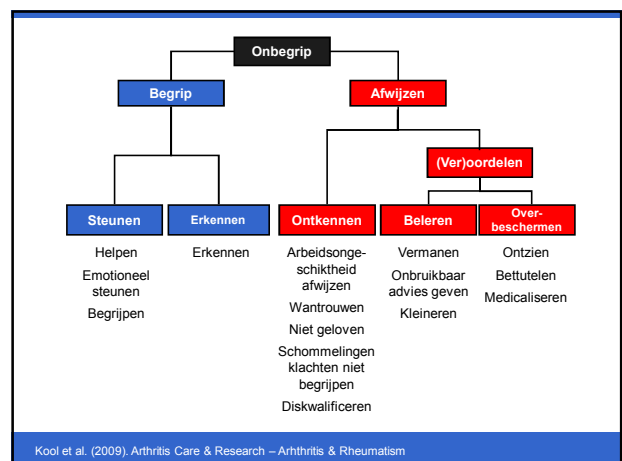 Onbegrip
Begrip
Afwijzen
(Ver)oordelen
Steunen
Erkennen
Ontkennen
Beleren
Over-
beschermen
Helpen
Emotioneel
steunen
Begrijpen
Erkennen
Arbeidsonge-
schiktheid
afwijzen
Wantrouwen
Niet geloven
Schommelingen
klachten niet
begrijpen
Diskwalificeren
Vermanen
Onbruikbaar
advies geven
Kleineren
Ontzien
Bettutelen
Medicaliseren
Kool et al. (2009). Arthritis Care & Research – Arhthritis & Rheumatism